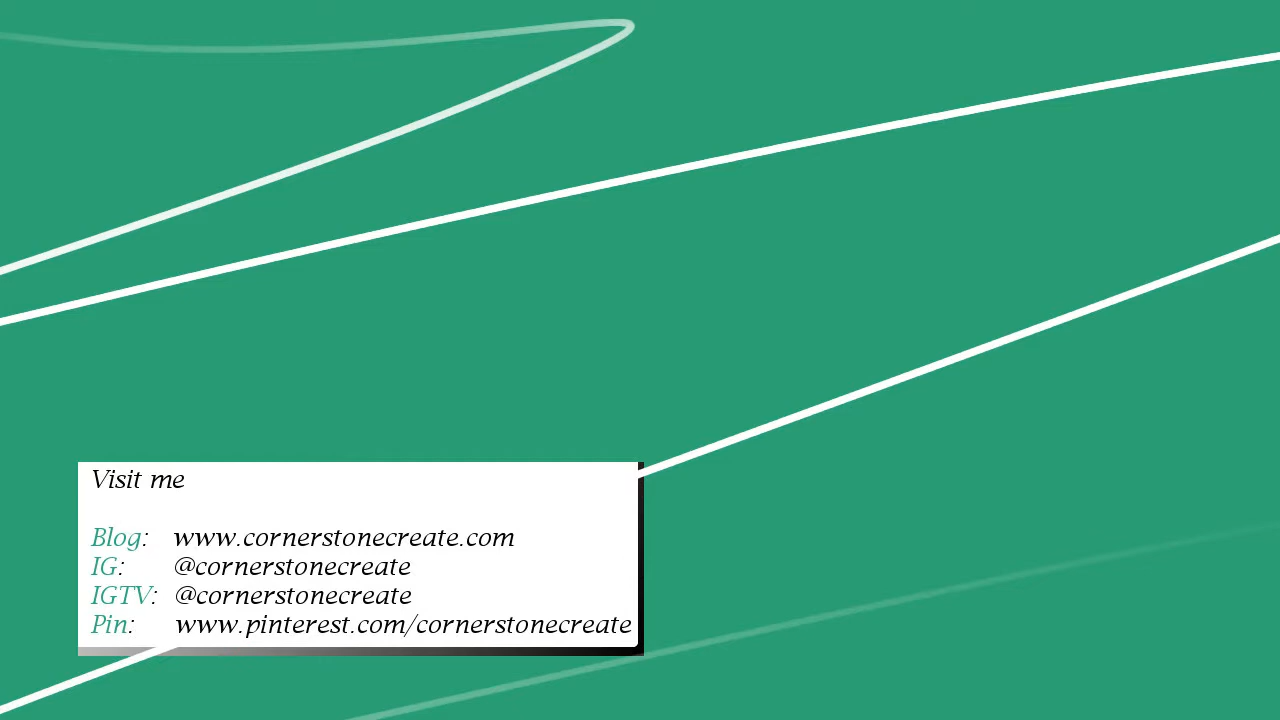 Visit me
Blog: www.cornerstonecreate.com
IG: @cornerstonecreate
IGTV: @cornerstonecreate
Pin: www.pinterest.com/cornerstonecreate